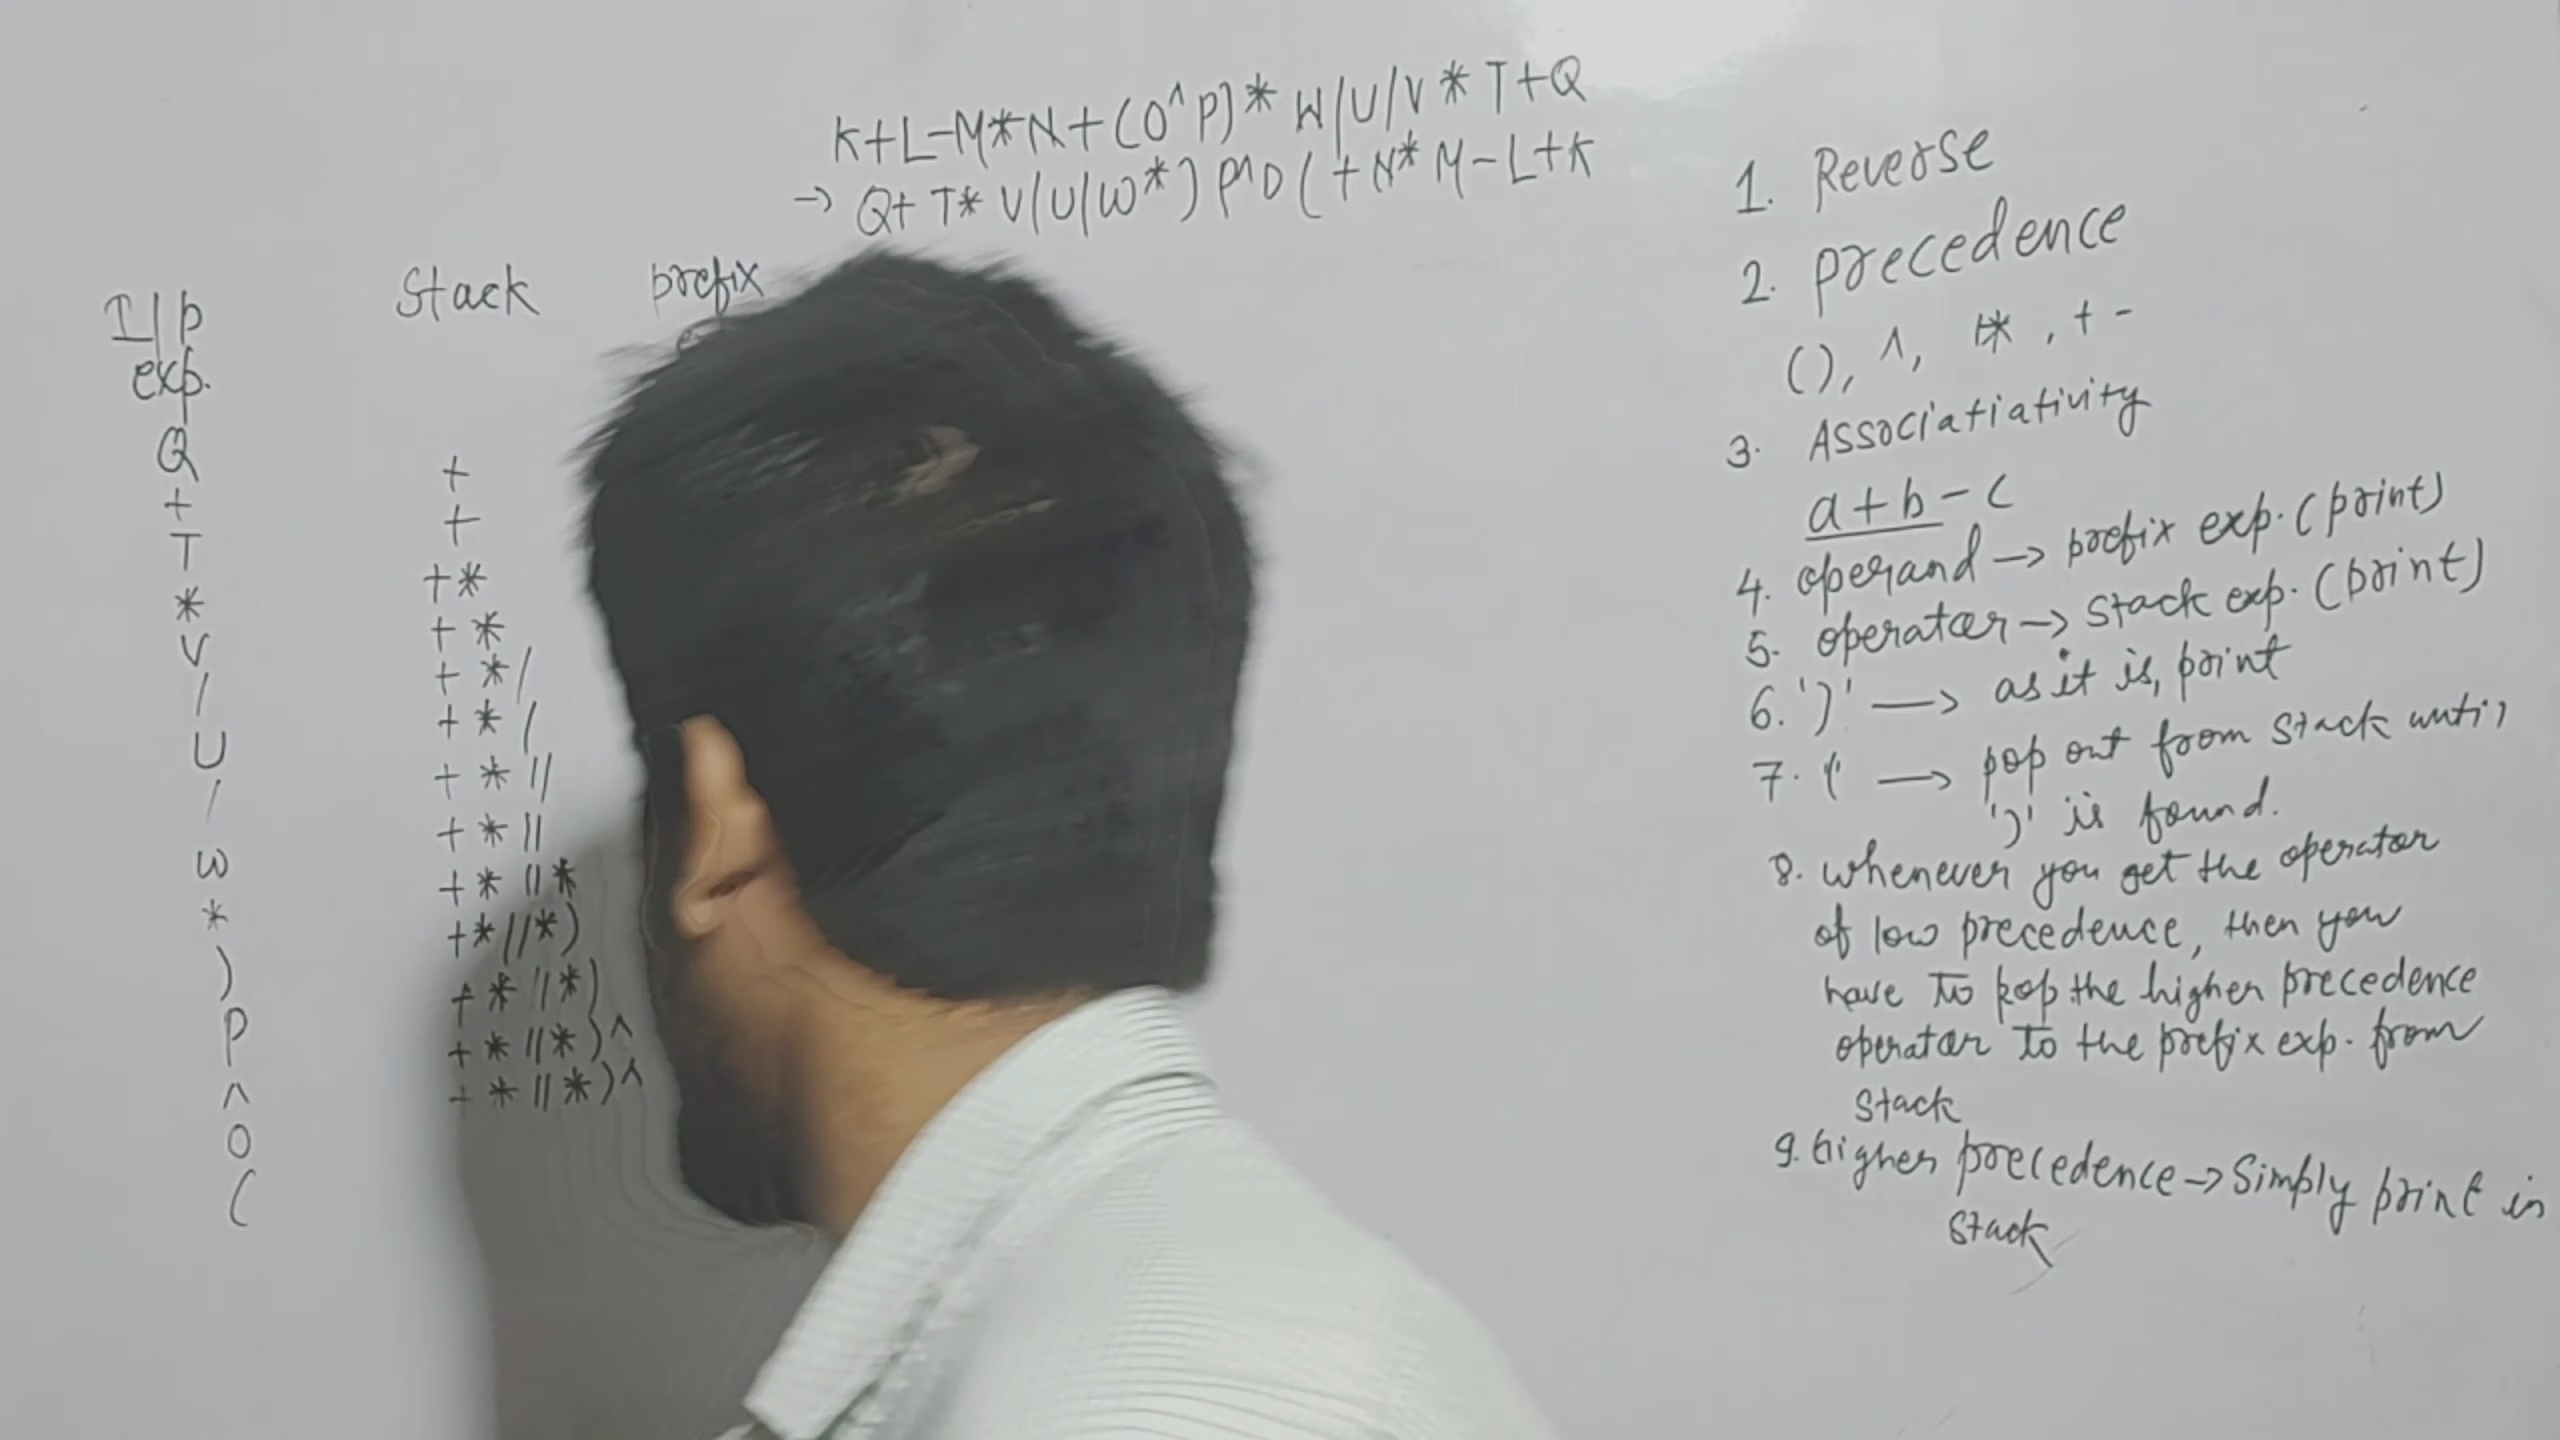 K+L-M*N+(O^P)*W/U/V*T+Q
→ Q+T*V/U/W*)P^O(+N*M-L+K
I/p exp.
Stack
prefix
Q
+
T
*
V
/
U
/
W
*
)
P
^
O
(
+
+
+*
+*
+*/
+*/
+*//
+*//
+*//*
+*//*)
+*//*)
+*//*)^
+*//*)^
1. Reverse
2. precedence
(), ^, /*, + -
3. Associatiativity
a+b-c
4. operand → prefix exp. (print)
5. operator → Stack exp. (print)
6. ')' → as it is, print
7. '(' → pop out from stack until
')' is found.
8. whenever you get the operator
of low precedence, then you
have to pop the higher precedence
operator to the prefix exp. from
stack
9. higher precedence → Simply print in
stack